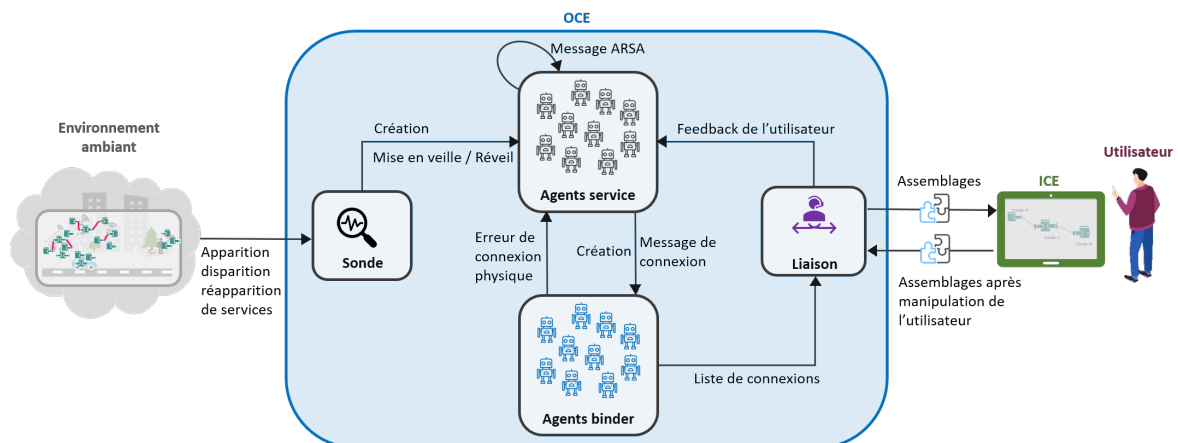 OCE
Message ARSA
Environnement
ambiant
Création
Mise en veille / Réveil
Feedback de l’utilisateur
Utilisateur
Assemblages
ICE
Agents service
Apparition
disparition
réapparition
de services
Sonde
Erreur de
connexion
physique
Création
Message de
connexion
Liaison
Assemblages après
manipulation de
l’utilisateur
Liste de connexions
Agents binder